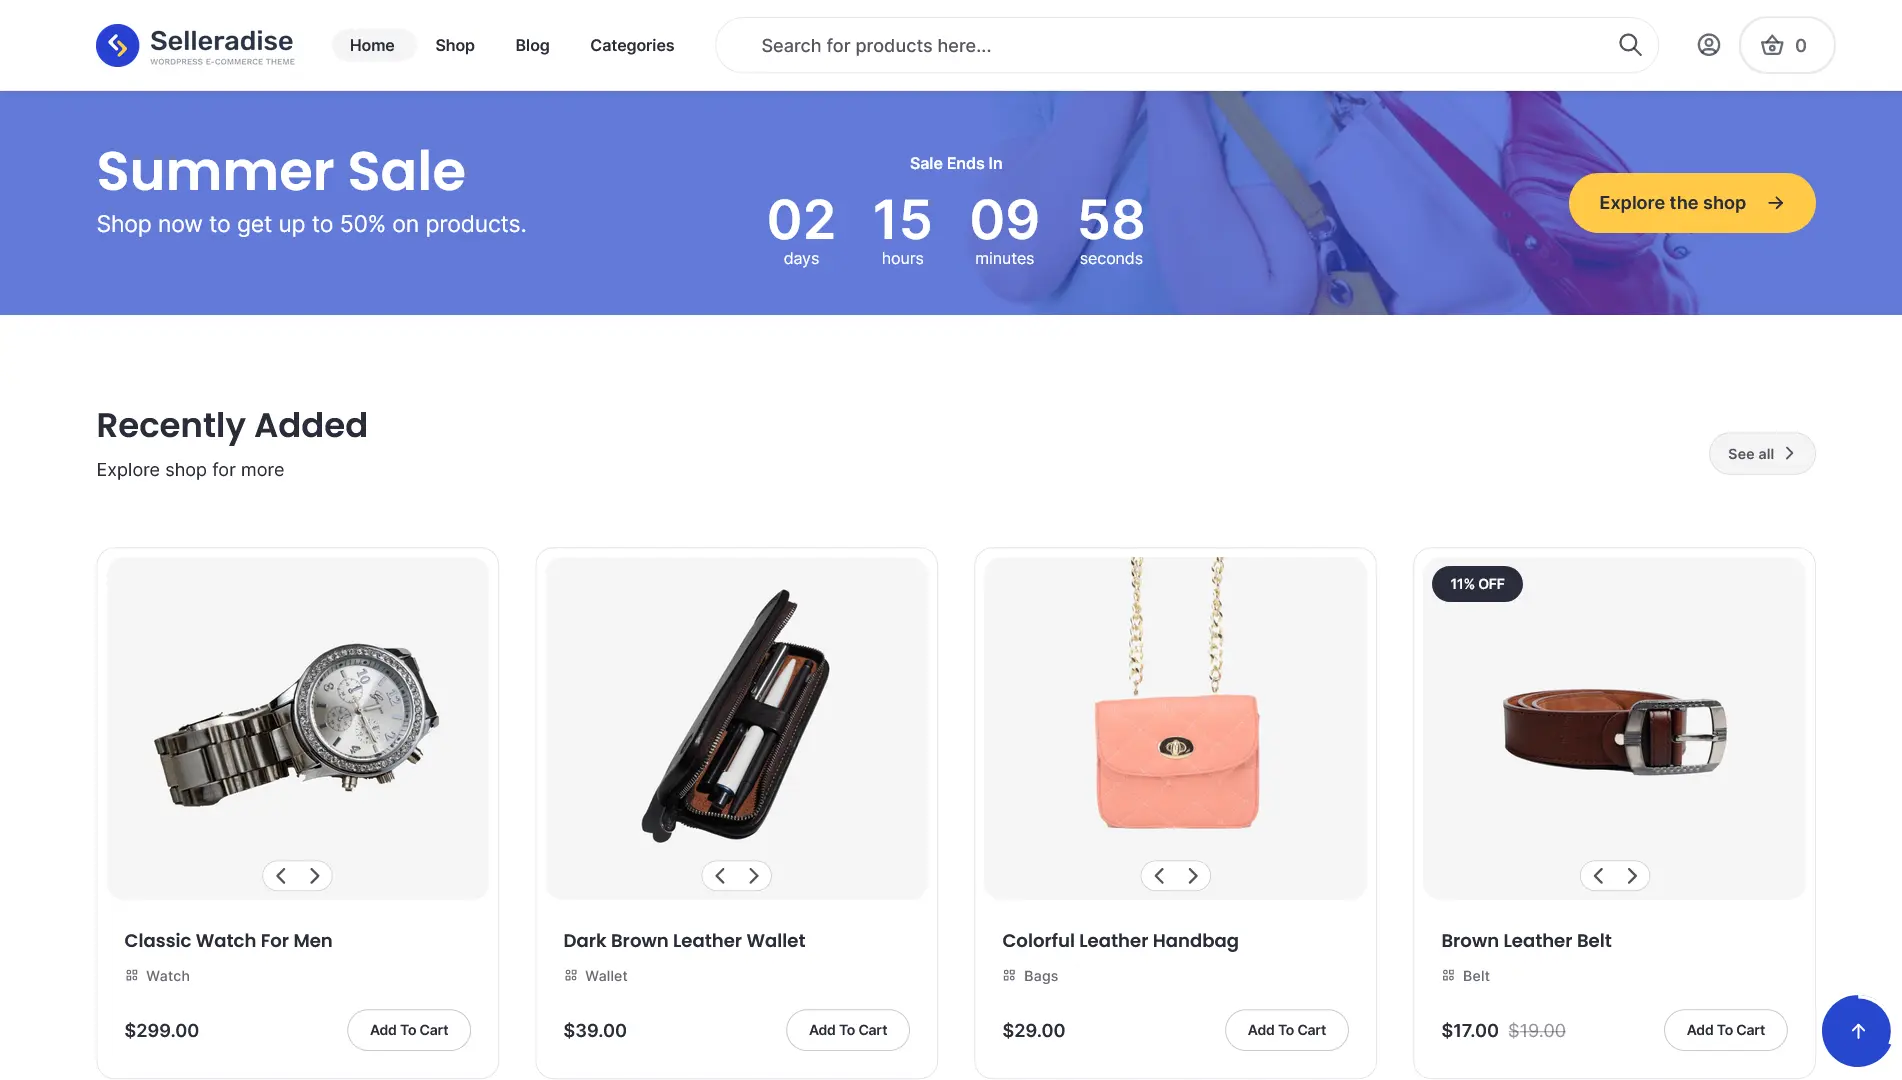 Selleradise
WORDPRESS E-COMMERCE THEME
Home
Shop
Blog
Categories
Search for products here...
0
Summer Sale
Shop now to get up to 50% on products.
Sale Ends In
02 15 09 58
days hours minutes seconds
Explore the shop
Recently Added
Explore shop for more
See all
11% OFF
Classic Watch For Men
Watch
$299.00
Add To Cart
Dark Brown Leather Wallet
Wallet
$39.00
Add To Cart
Colorful Leather Handbag
Bags
$29.00
Add To Cart
Brown Leather Belt
Belt
$17.00 $19.00
Add To Cart